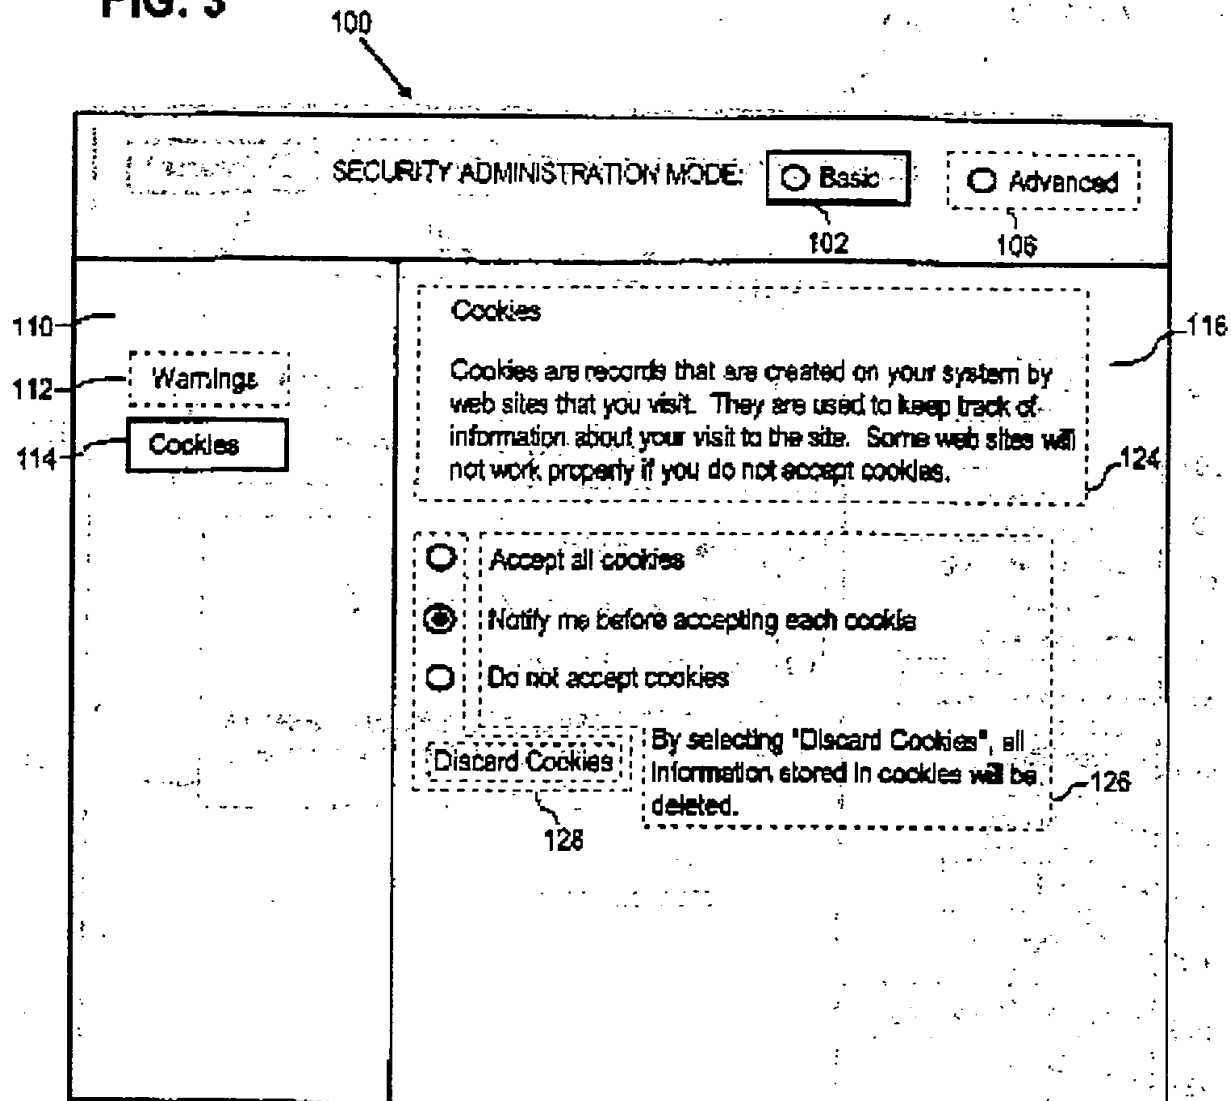 FIG. 3
100
SECURITY ADMINISTRATION MODE: Basic Advanced
102 106
110
116
112 Warnings
114 Cookies
Cookies
Cookies are records that are created on your system by
web sites that you visit. They are used to keep track of
information about your visit to the site. Some web sites will
not work properly if you do not accept cookies.
124
Accept all cookies
Notify me before accepting each cookie
Do not accept cookies
Discard Cookies
By selecting "Discard Cookies", all
information stored in cookies will be
deleted.
126
128